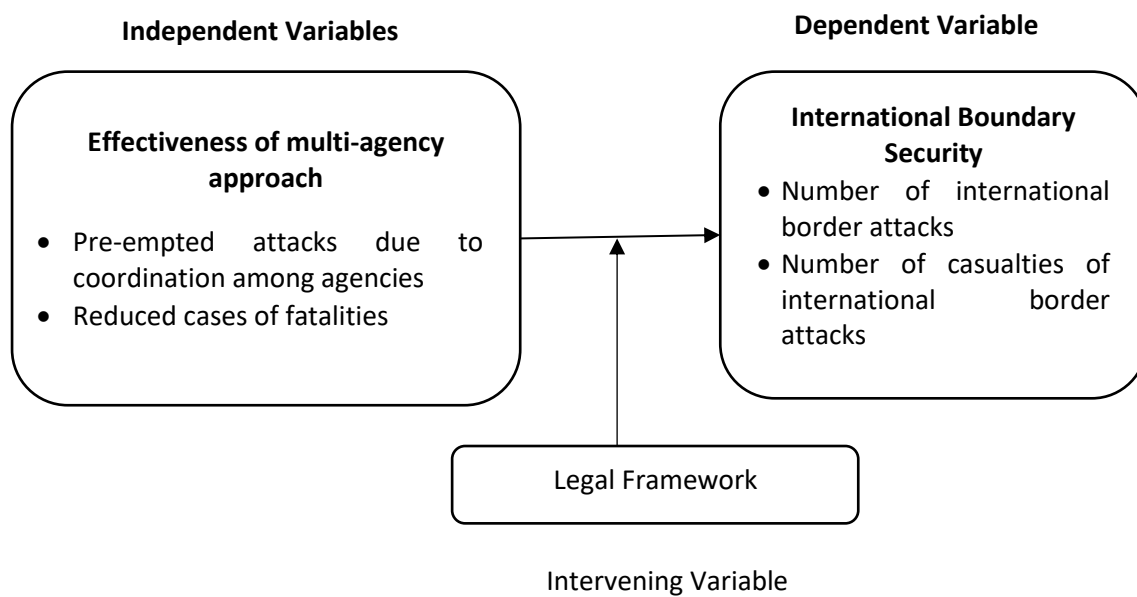 Independent Variables
Effectiveness of multi-agency
approach
• Pre-empted attacks due to
coordination among agencies
• Reduced cases of fatalities
Dependent Variable
International Boundary
Security
• Number of international
border attacks
• Number of casualties of
international border
attacks
Legal Framework
Intervening Variable